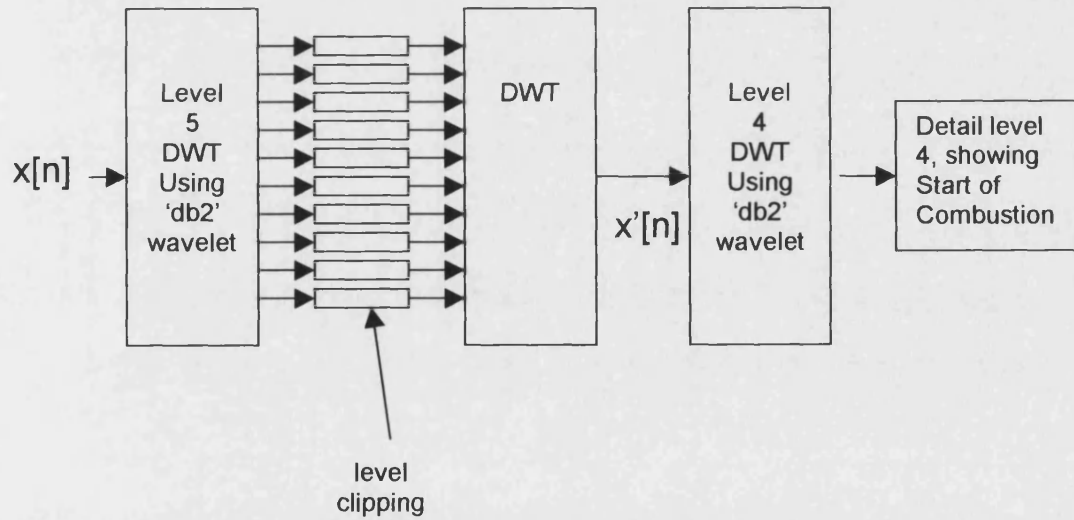 x[n]
Level
5
DWT
Using
‘db2’
wavelet
level
clipping
DWT
x’[n]
Level
4
DWT
Using
‘db2’
wavelet
Detail level
4, showing
Start of
Combustion